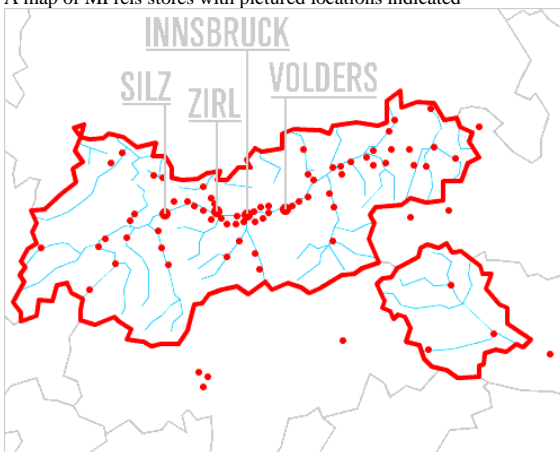 A map of MPreis stores with pictured locations indicated
INNSBRUCK
SILZ
ZIRL
VOLDERS